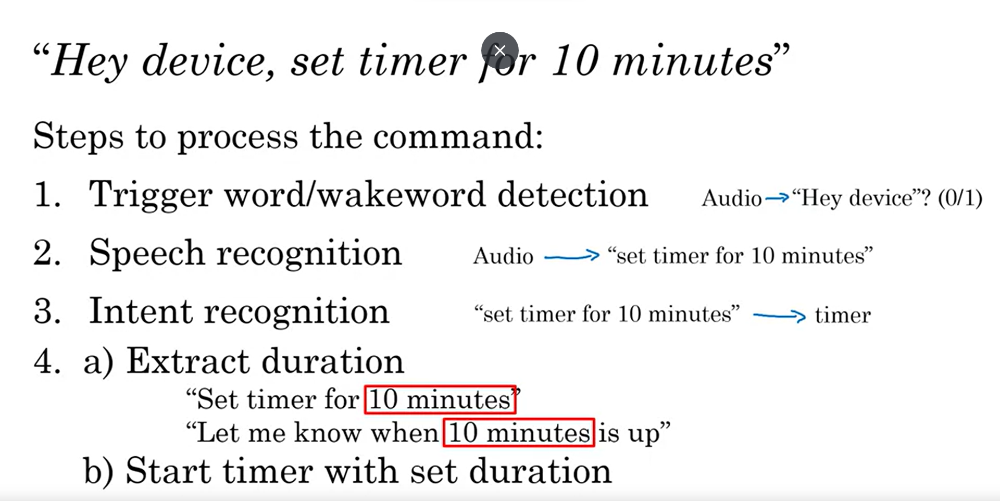 “Hey device, set timer for 10 minutes”
Steps to process the command:
1. Trigger word/wakeword detection Audio → “Hey device”? (0/1)
2. Speech recognition Audio → “set timer for 10 minutes”
3. Intent recognition “set timer for 10 minutes” → timer
4. a) Extract duration
“Set timer for 10 minutes”
“Let me know when 10 minutes is up”
b) Start timer with set duration